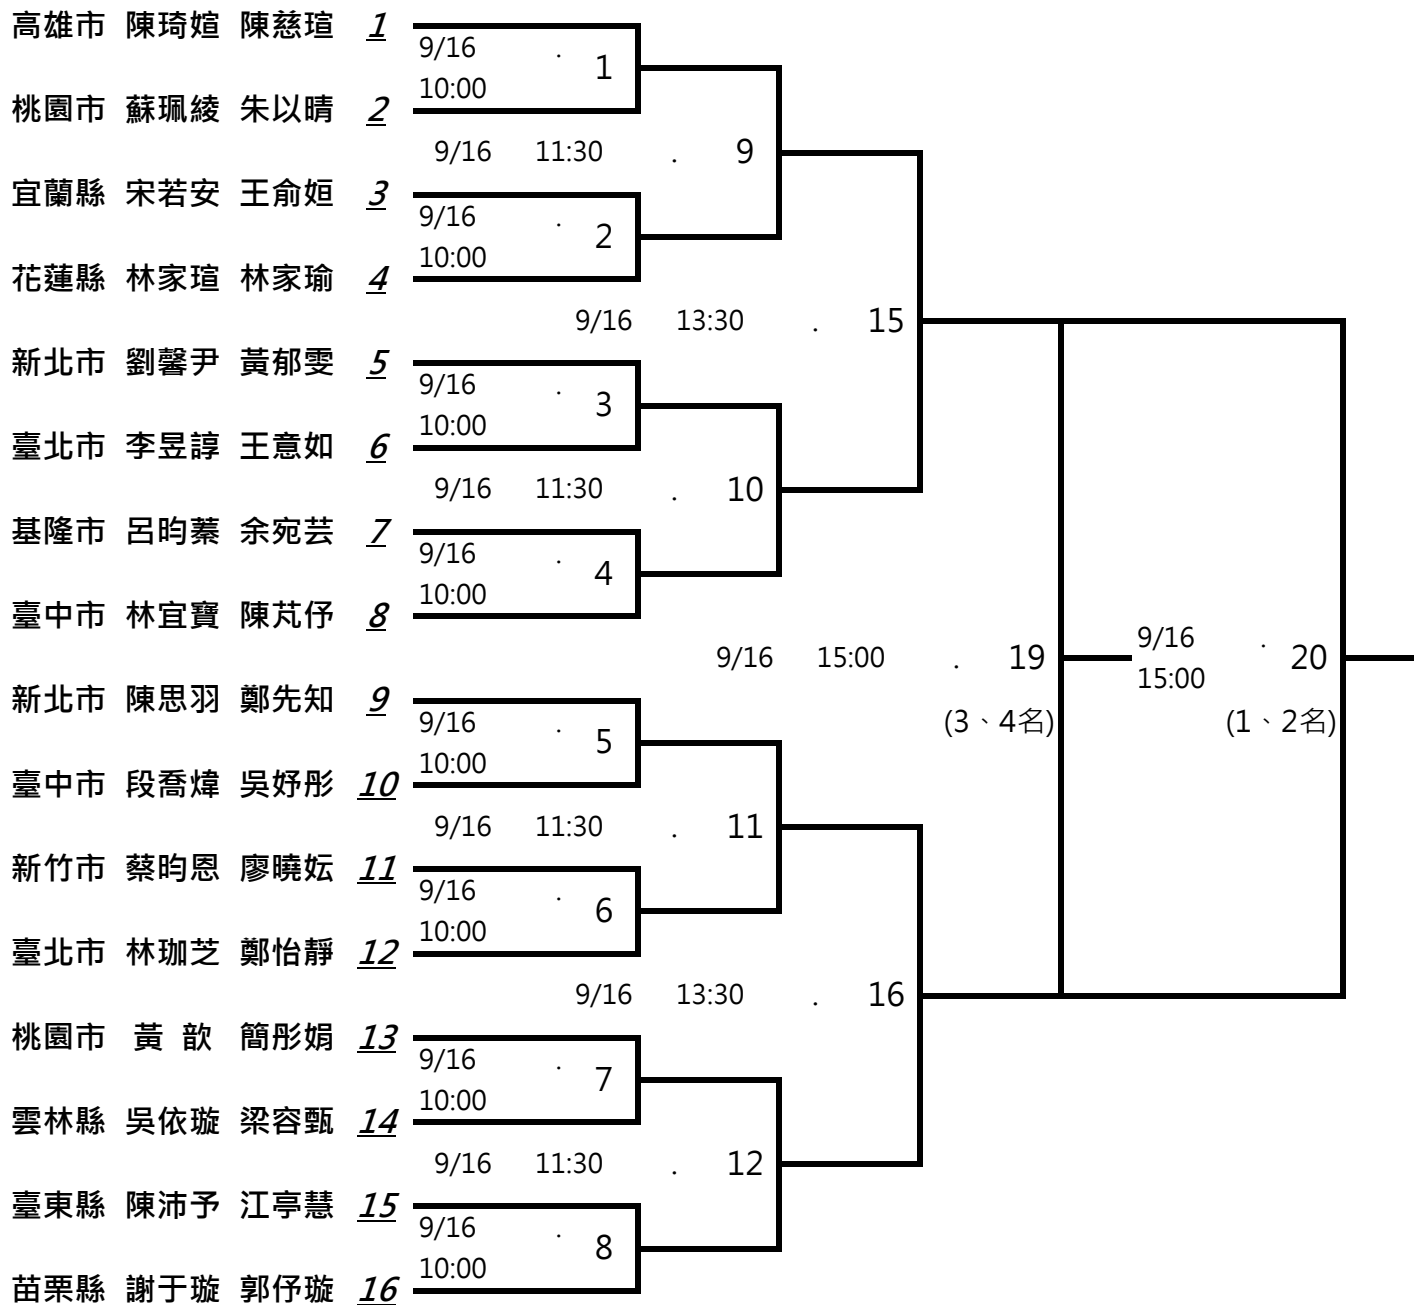 高雄市 陳琦媗 陳慈瑄 1
9/16 . 1
10:00
桃園市 蘇珮綾 朱以晴 2
9/16 11:30 . 9
宜蘭縣 宋若安 王俞姮 3
9/16 . 2
10:00
花蓮縣 林家瑄 林家瑜 4
9/16 13:30 . 15
新北市 劉馨尹 黃郁雯 5
9/16 . 3
10:00
臺北市 李昱諄 王意如 6
9/16 11:30 . 10
基隆市 呂昀蓁 余宛芸 7
9/16 . 4
10:00
臺中市 林宜寶 陳芃伃 8
9/16 15:00 . 19
(3、4名)
9/16 . 20
15:00
(1、2名)
新北市 陳思羽 鄭先知 9
9/16 . 5
10:00
臺中市 段喬煒 吳妤彤 10
9/16 11:30 . 11
新竹市 蔡昀恩 廖曉妘 11
9/16 . 6
10:00
臺北市 林珈芝 鄭怡靜 12
9/16 13:30 . 16
桃園市 黃 歆 簡彤娟 13
9/16 . 7
10:00
雲林縣 吳依璇 梁容甄 14
9/16 11:30 . 12
臺東縣 陳沛予 江亭慧 15
9/16 . 8
10:00
苗栗縣 謝于璇 郭伃璇 16